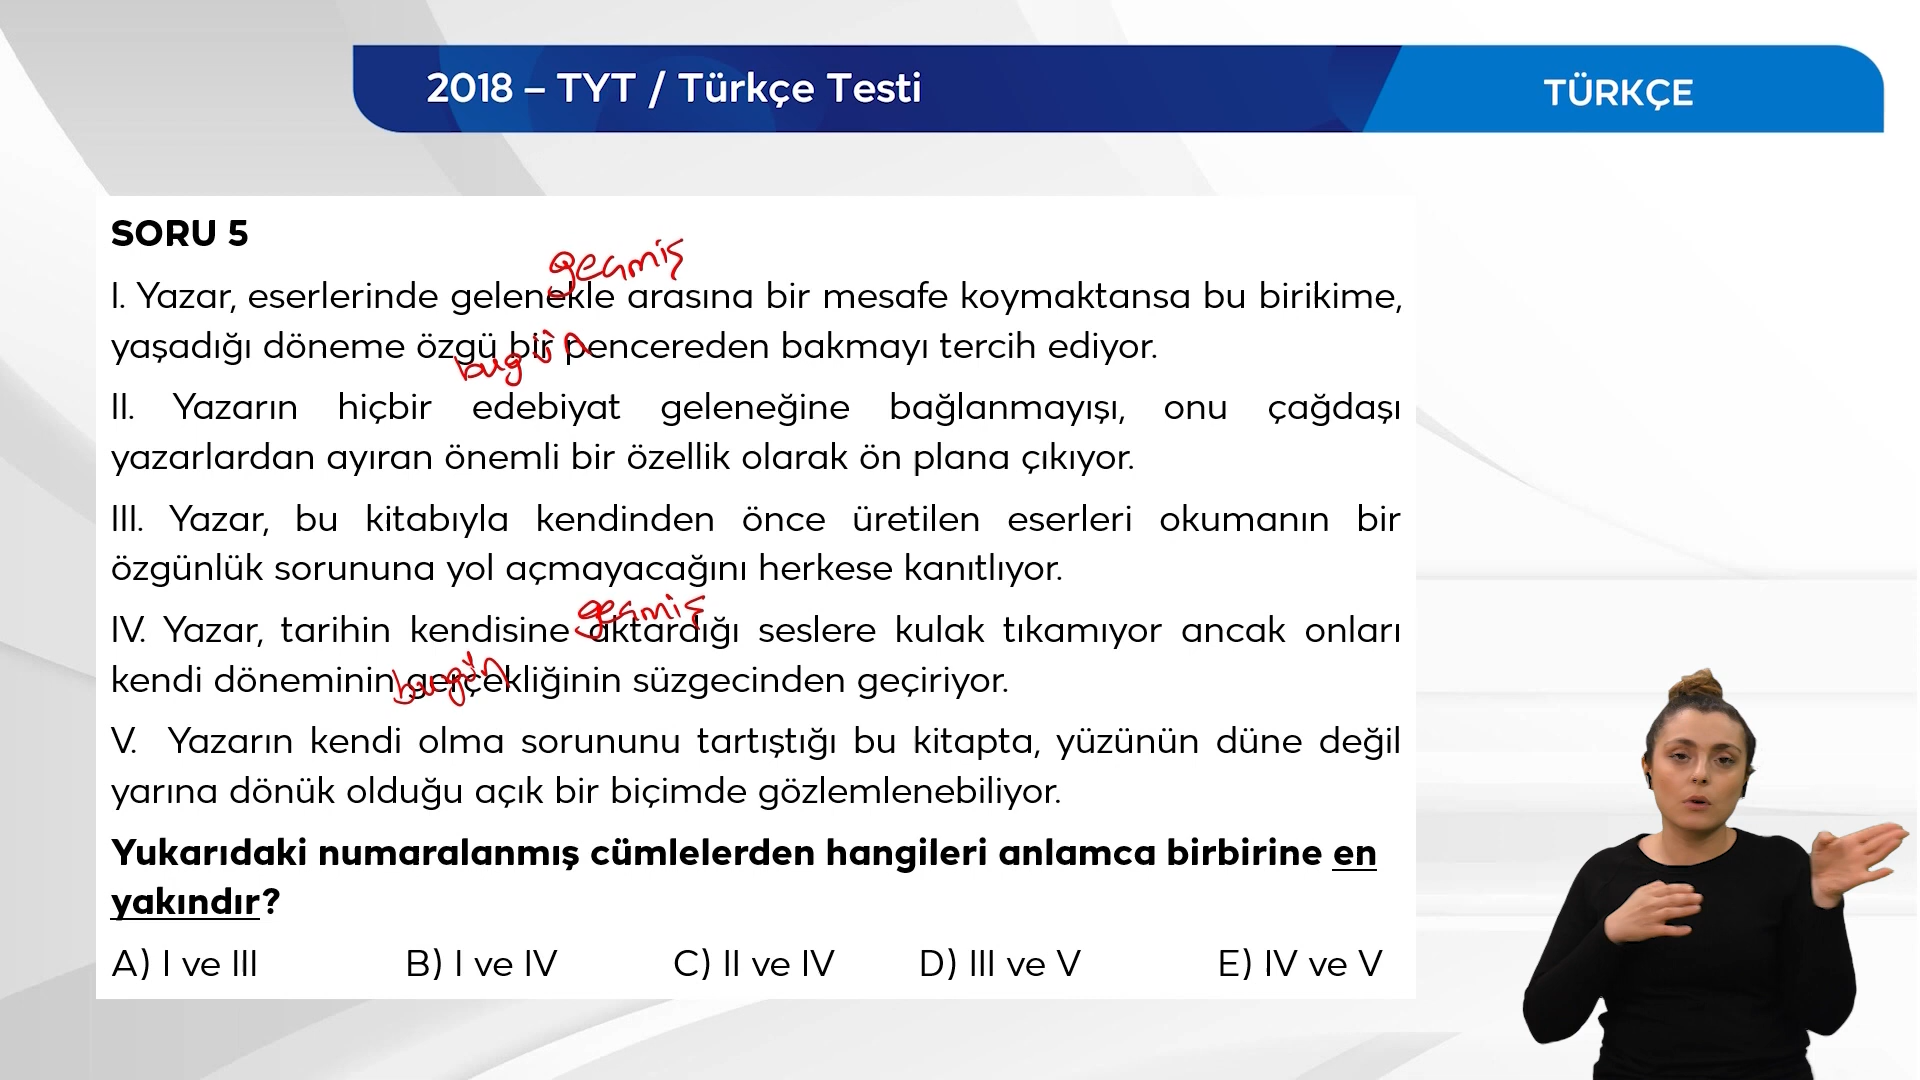 2018 – TYT / Türkçe Testi
TÜRKÇE
SORU 5
geçmiş
I. Yazar, eserlerinde gelenekle arasına bir mesafe koymaktansa bu birikime,
yaşadığı döneme özgü bir pencereden bakmayı tercih ediyor.
bugün
II. Yazarın hiçbir edebiyat geleneğine bağlanmayışı, onu çağdaşı
yazarlardan ayıran önemli bir özellik olarak ön plana çıkıyor.
III. Yazar, bu kitabıyla kendinden önce üretilen eserleri okumanın bir
özgünlük sorununa yol açmayacağını herkese kanıtlıyor.
geçmiş
IV. Yazar, tarihin kendisine aktardığı seslere kulak tıkamıyor ancak onları
kendi döneminin gerçekliğinin süzgecinden geçiriyor.
bugün
V. Yazarın kendi olma sorununu tartıştığı bu kitapta, yüzünün düne değil
yarına dönük olduğu açık bir biçimde gözlemlenebiliyor.
Yukarıdaki numaralanmış cümlelerden hangileri anlamca birbirine en
yakındır?
A) I ve III B) I ve IV C) II ve IV D) III ve V E) IV ve V